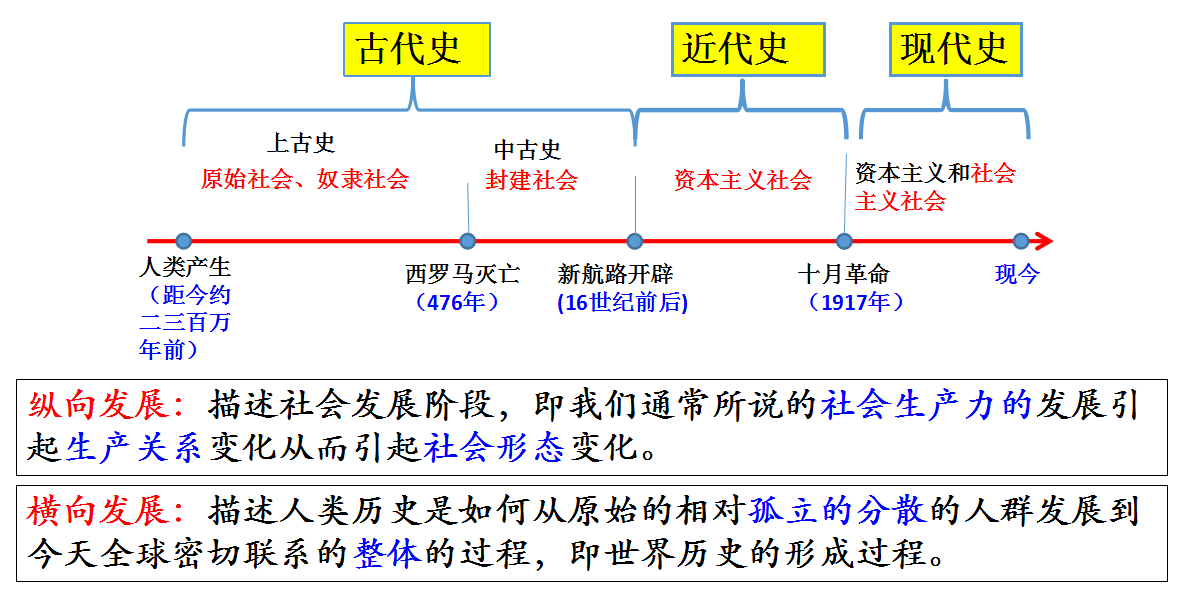 古代史
近代史
现代史
上古史
原始社会、奴隶社会
中古史
封建社会
资本主义社会
资本主义和社会
主义社会
人类产生
（距今约
二三百万
年前）
西罗马灭亡
（476年）
新航路开辟
(16世纪前后)
十月革命
（1917年）
现今
纵向发展：描述社会发展阶段，即我们通常所说的社会生产力的发展引
起生产关系变化从而引起社会形态变化。
横向发展：描述人类历史是如何从原始的相对孤立的分散的人群发展到
今天全球密切联系的整体的过程，即世界历史的形成过程。